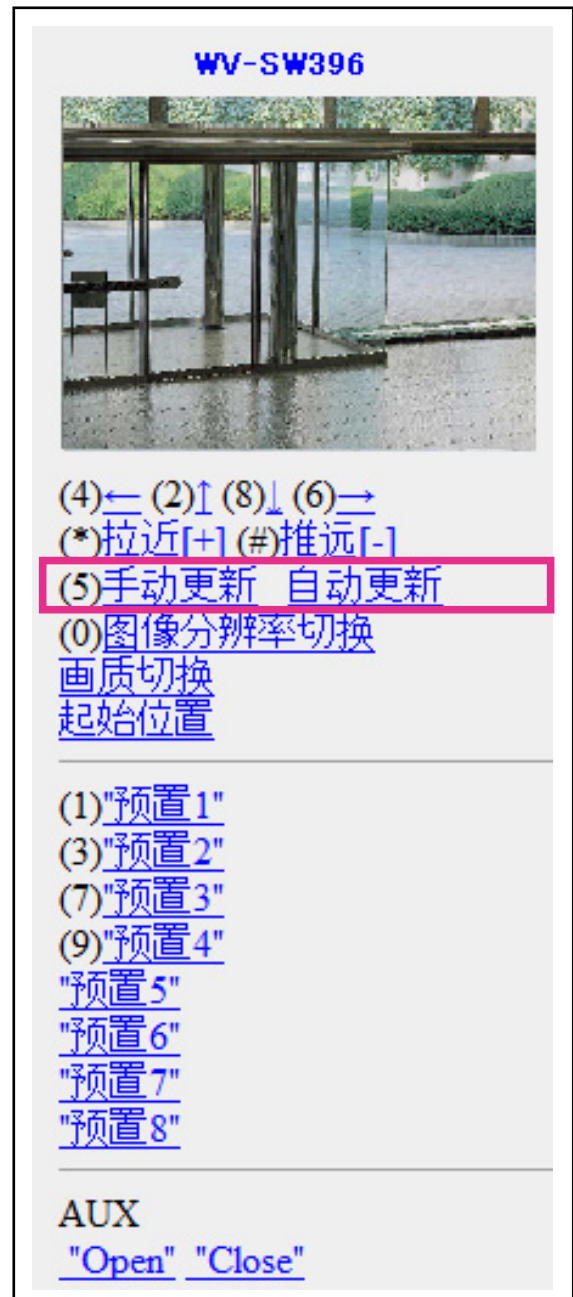 WV-SW396
(4)← (2)↑ (8)↓ (6)→
(*)拉近[+] (#)推远[-]
(5)手动更新 自动更新
(0)图像分辨率切换
画质切换
起始位置
(1)"预置1"
(3)"预置2"
(7)"预置3"
(9)"预置4"
"预置5"
"预置6"
"预置7"
"预置8"
AUX
"Open" "Close"